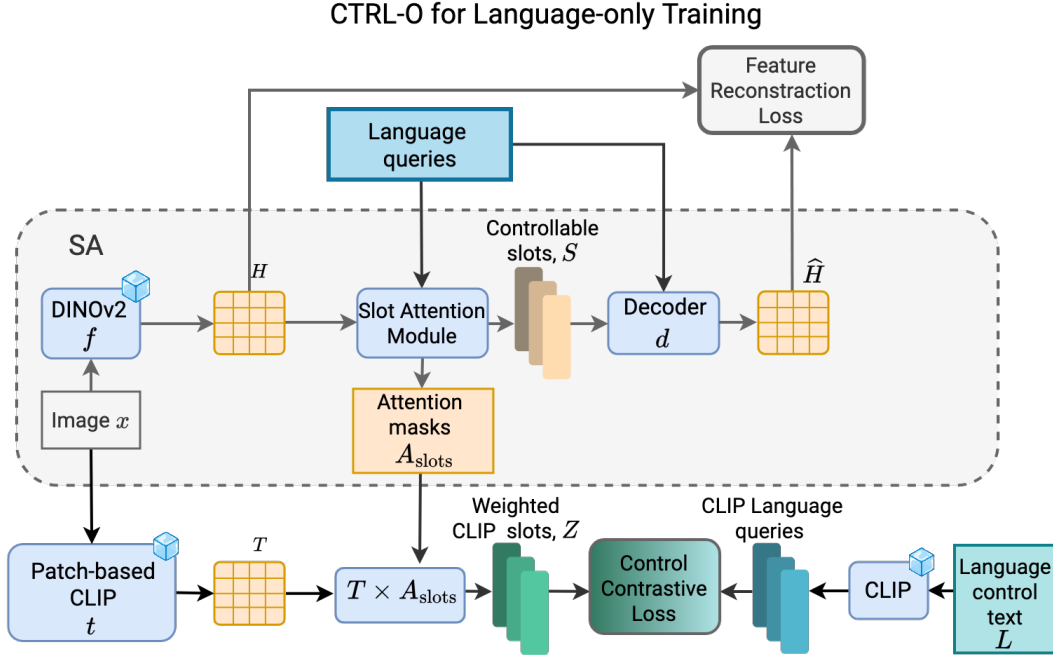 CTRL-O for Language-only Training
Feature
Reconstraction
Loss
Language
queries
SA
Controllable
slots, S
H
Ĥ
DINOv2
f
Slot Attention
Module
Decoder
d
Image x
Attention
masks
A_slots
Weighted
CLIP slots, Z
CLIP Language
queries
T
Patch-based
CLIP
t
T × A_slots
Control
Contrastive
Loss
CLIP
Language
control
text
L